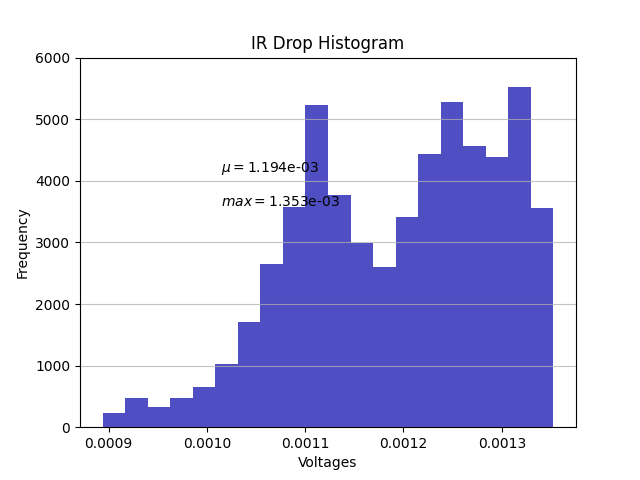 IR Drop Histogram
6000
5000
4000
3000
2000
1000
0
Frequency
μ = 1.194e-03
max = 1.353e-03
0.0009 0.0010 0.0011 0.0012 0.0013
Voltages